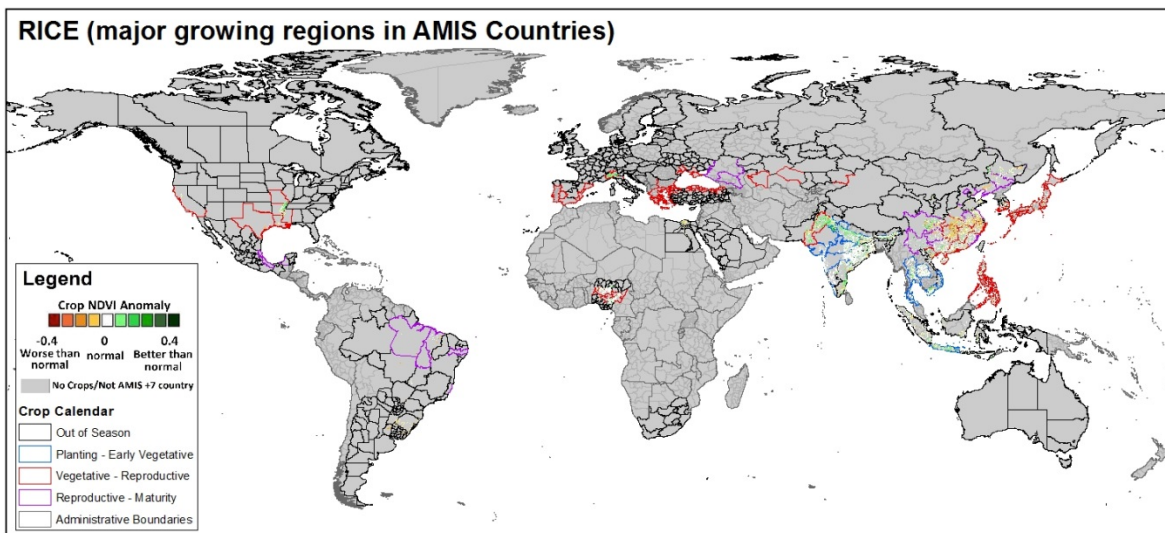 RICE (major growing regions in AMIS Countries)
Legend
Crop NDVI Anomaly
-0.4 0 0.4
Worse than normal Better than
normal normal
No Crops/Not AMIS +7 country
Crop Calendar
Out of Season
Planting - Early Vegetative
Vegetative - Reproductive
Reproductive - Maturity
Administrative Boundaries